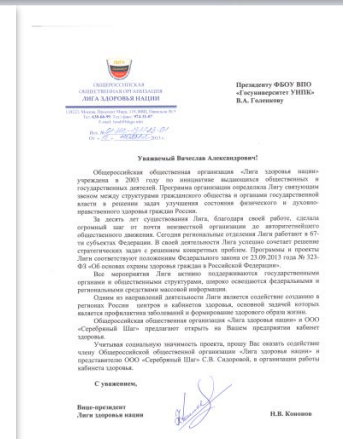 ОБЩЕРОССИЙСКАЯ
ОБЩЕСТВЕННАЯ ОРГАНИЗАЦИЯ
ЛИГА ЗДОРОВЬЯ НАЦИИ
Президенту ФБОУ ВПО
«Госуниверситет УНПК»
В.А. Голенкову
Уважаемый Вячеслав Александрович!
Общероссийская общественная организация «Лига здоровья нации»
учреждена в 2003 году по инициативе выдающихся общественных и
государственных деятелей. Программа организации определила Лигу связующим
звеном между структурами гражданского общества и органами государственной
власти в решении задач улучшения состояния физического и духовно-
нравственного здоровья граждан России.
За десять лет существования Лига, благодаря своей работе, сделала
огромный шаг от почти неизвестной организации до авторитетнейшего
общественного движения. Сегодня региональные отделения Лиги работают в 67-
ти субъектах Федерации. В своей деятельности Лига успешно сочетает решение
стратегических задач с решением конкретных проблем. Программы и проекты
Лиги соответствуют положениям Федерального закона от 23.09.2013 года № 323-
ФЗ «Об основах охраны здоровья граждан в Российской Федерации».
Все мероприятия Лиги активно поддерживаются государственными
органами и общественными структурами, широко освещаются федеральными и
региональными средствами массовой информации.
Одним из направлений деятельности Лиги является содействие созданию в
регионах России центров и кабинетов здоровья, основной задачей которых
является профилактика заболеваний и формирование здорового образа жизни.
Общероссийская общественная организация «Лига здоровья нации» и ООО
«Серебряный Шаг» предлагают открыть на Вашем предприятии кабинет
здоровья.
Учитывая социальную значимость проекта, прошу Вас оказать содействие
члену Общероссийской общественной организации «Лига здоровья нации» и
представителю ООО «Серебряный Шаг» С.В. Сидоровой, в организации работы
кабинета здоровья.
С уважением,
Вице-президент
Лиги здоровья нации
Н.В. Кононов